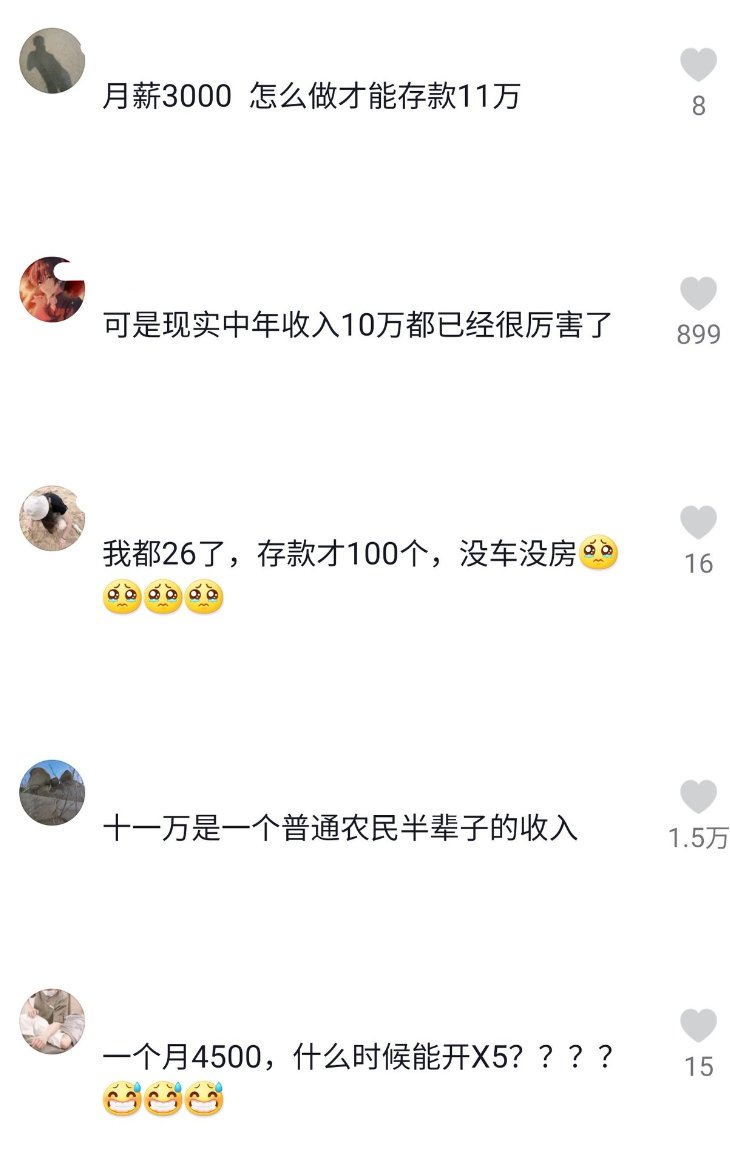 月薪3000 怎么做才能存款11万
8
可是现实中年收入10万都已经很厉害了
899
我都26了，存款才100个，没车没房🥺
🥺🥺🥺
16
十一万是一个普通农民半辈子的收入
1.5万
一个月4500，什么时候能开X5？？？？
😅😅😅
15